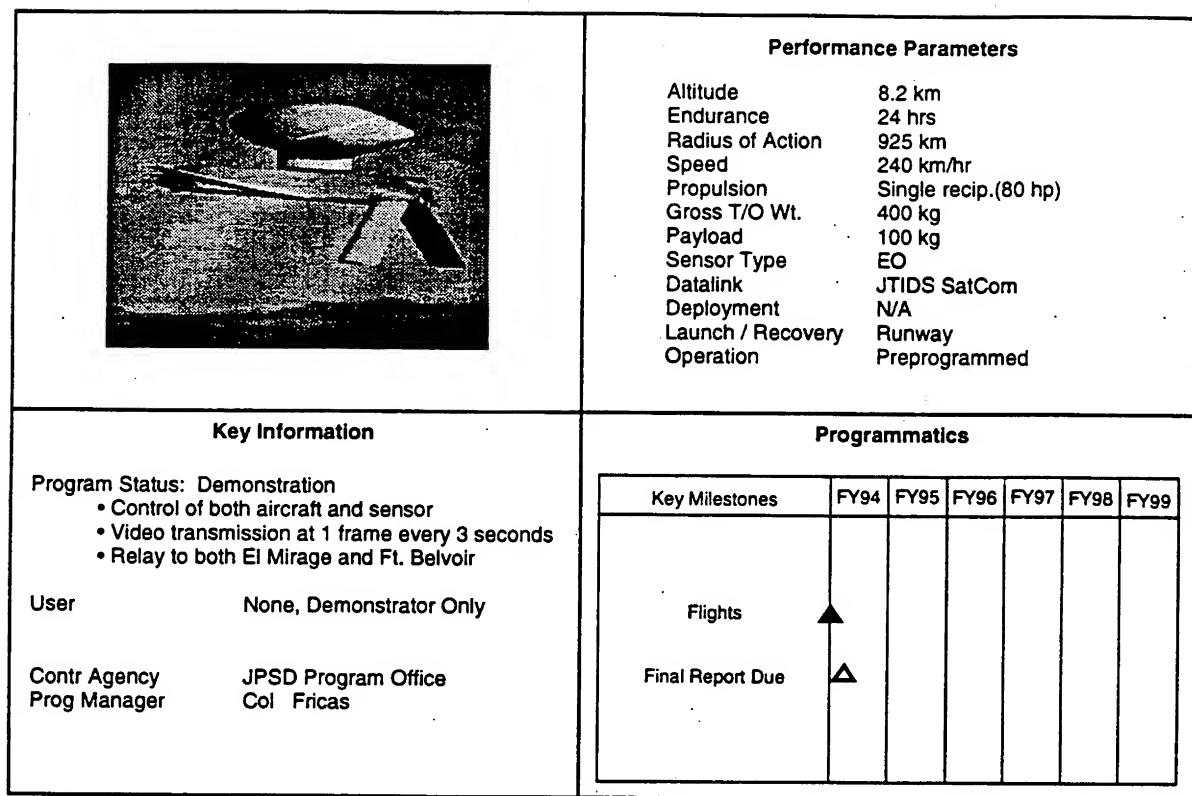 Performance Parameters
Altitude 8.2 km
Endurance 24 hrs
Radius of Action 925 km
Speed 240 km/hr
Propulsion Single recip.(80 hp)
Gross T/O Wt. 400 kg
Payload 100 kg
Sensor Type EO
Datalink JTIDS SatCom
Deployment N/A
Launch / Recovery Runway
Operation Preprogrammed
Key Information
Program Status: Demonstration
• Control of both aircraft and sensor
• Video transmission at 1 frame every 3 seconds
• Relay to both El Mirage and Ft. Belvoir
User None, Demonstrator Only
Contr Agency JPSD Program Office
Prog Manager Col Fricas
Programmatics
Key Milestones FY94 FY95 FY96 FY97 FY98 FY99
Flights
Final Report Due